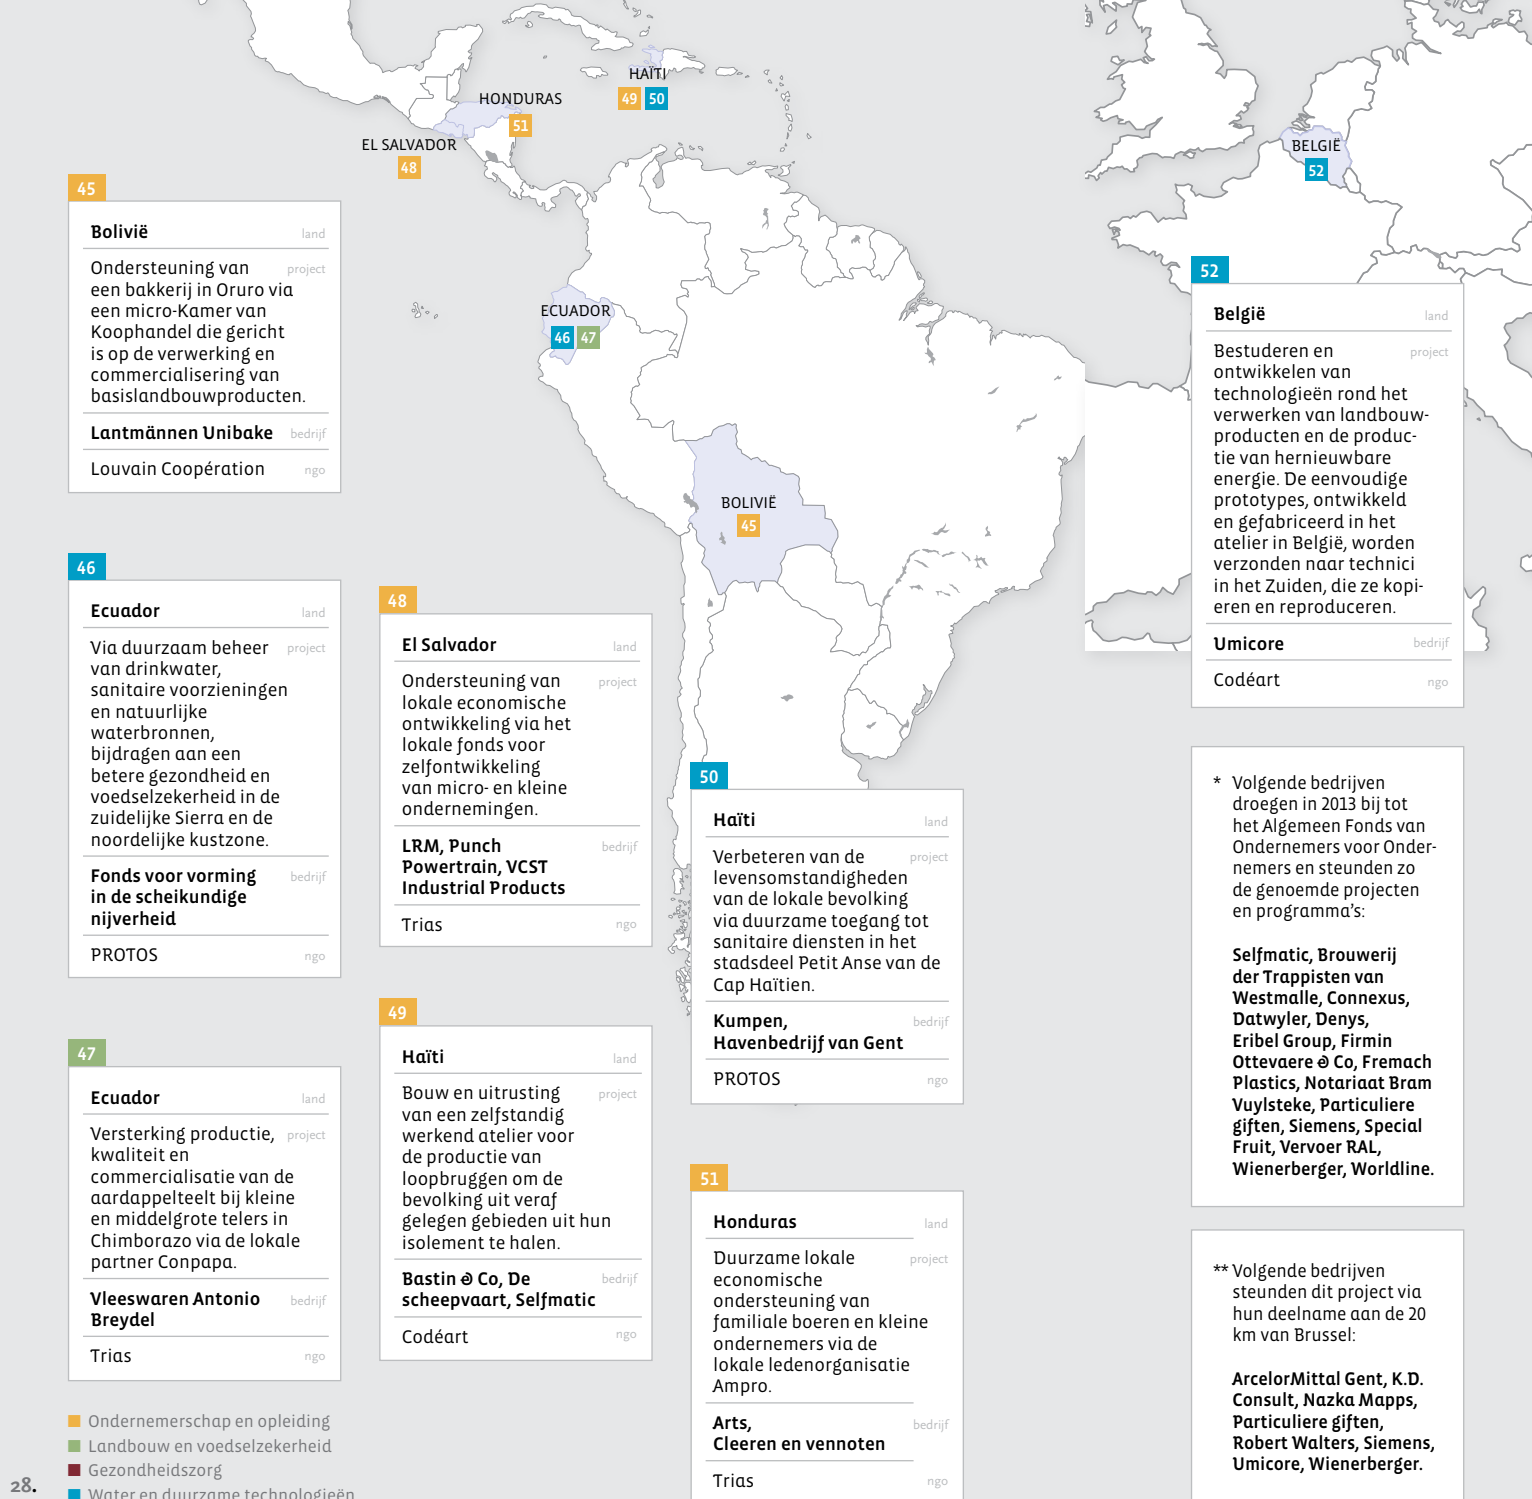 HAÏTI
49 50
HONDURAS
51
EL SALVADOR
48
BELGIË
52
ECUADOR
46 47
BOLIVIË
45
45
Bolivië land
Ondersteuning van project
een bakkerij in Oruro via
een micro-Kamer van
Koophandel die gericht
is op de verwerking en
commercialisering van
basislandbouwproducten.
Lantmännen Unibake bedrijf
Louvain Coopération ngo
46
Ecuador land
Via duurzaam beheer project
van drinkwater,
sanitaire voorzieningen
en natuurlijke
waterbronnen,
bijdragen aan een
betere gezondheid en
voedselzekerheid in de
zuidelijke Sierra en de
noordelijke kustzone.
Fonds voor vorming bedrijf
in de scheikundige
nijverheid
PROTOS ngo
47
Ecuador land
Versterking productie, project
kwaliteit en
commercialisatie van de
aardappelteelt bij kleine
en middelgrote telers in
Chimborazo via de lokale
partner Conpapa.
Vleeswaren Antonio bedrijf
Breydel
Trias ngo
48
El Salvador land
Ondersteuning van project
lokale economische
ontwikkeling via het
lokale fonds voor
zelfontwikkeling
van micro- en kleine
ondernemingen.
LRM, Punch bedrijf
Powertrain, VCST
Industrial Products
Trias ngo
49
Haïti land
Bouw en uitrusting project
van een zelfstandig
werkend atelier voor
de productie van
loopbruggen om de
bevolking uit veraf
gelegen gebieden uit hun
isolement te halen.
Bastin & Co, De bedrijf
scheepvaart, Selfmatic
Codéart ngo
50
Haïti land
Verbeteren van de project
levensomstandigheden
van de lokale bevolking
via duurzame toegang tot
sanitaire diensten in het
stadsdeel Petit Anse van de
Cap Haïtien.
Kumpen, bedrijf
Havenbedrijf van Gent
PROTOS ngo
51
Honduras land
Duurzame lokale project
economische
ondersteuning van
familiale boeren en kleine
ondernemers via de
lokale ledenorganisatie
Ampro.
Arts, bedrijf
Cleeren en vennoten
Trias ngo
52
België land
Bestuderen en project
ontwikkelen van
technologieën rond het
verwerken van landbouw-
producten en de produc-
tie van hernieuwbare
energie. De eenvoudige
prototypes, ontwikkeld
en gefabriceerd in het
atelier in België, worden
verzonden naar technici
in het Zuiden, die ze kopi-
eren en reproduceren.
Umicore bedrijf
Codéart ngo
* Volgende bedrijven
droegen in 2013 bij tot
het Algemeen Fonds van
Ondernemers voor Onder-
nemers en steunden zo
de genoemde projecten
en programma's:
Selfmatic, Brouwerij
der Trappisten van
Westmalle, Connexus,
Datwyler, Denys,
Eribel Group, Firmin
Ottevaere & Co, Fremach
Plastics, Notariaat Bram
Vuylsteke, Particuliere
giften, Siemens, Special
Fruit, Vervoer RAL,
Wienerberger, Worldline.
** Volgende bedrijven
steunden dit project via
hun deelname aan de 20
km van Brussel:
ArcelorMittal Gent, K.D.
Consult, Nazka Mapps,
Particuliere giften,
Robert Walters, Siemens,
Umicore, Wienerberger.
Ondernemerschap en opleiding
Landbouw en voedselzekerheid
Gezondheidszorg
Water en duurzame technologieën
28.